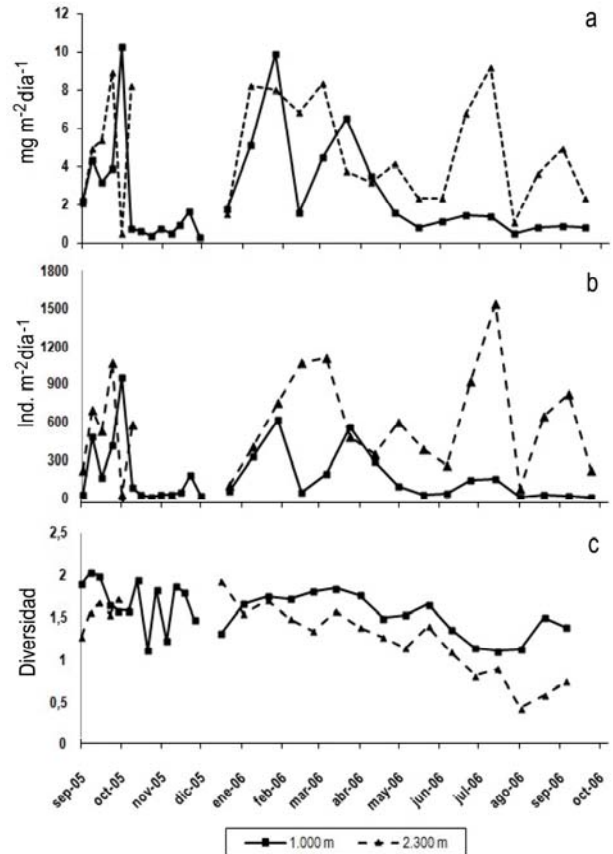 a
12
10
8
6
4
2
0
mg m-2día-1
b
1800
1500
1200
900
600
300
0
Ind. m-2día-1
c
2,5
2
1,5
1
0,5
0
Diversidad
sep-05
oct-05
nov-05
dic-05
ene-06
feb-06
mar-06
abr-06
may-06
jun-06
jul-06
ago-06
sep-06
oct-06
1.000 m
2.300 m